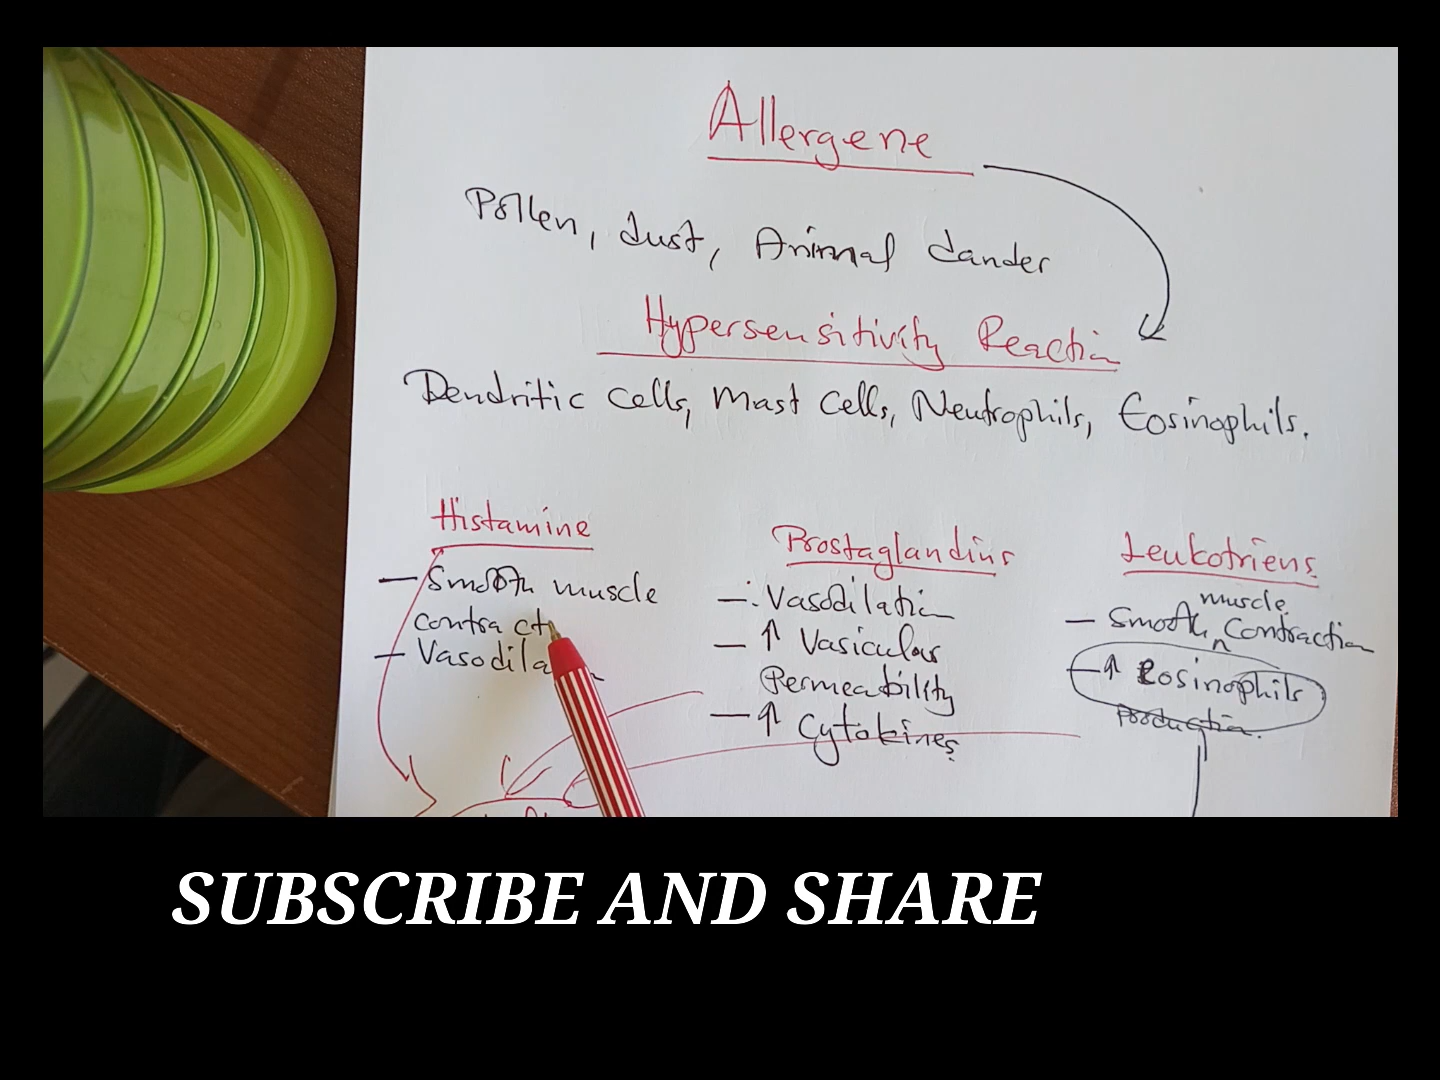 Allergene
Pollen, dust, Animal dander
Hypersensitivity Reaction
Dendritic cells, Mast cells, Neutrophils, Eosinophils.
Histamine
– Smooth muscle
contract
– Vasodila
Prostaglandins
– Vasodilation
– ↑ Vasicular
Permeability
– ↑ Cytokines
Leukotriens
muscle
– Smooth Contraction
– ↑ Eosinophils
Production.
SUBSCRIBE AND SHARE